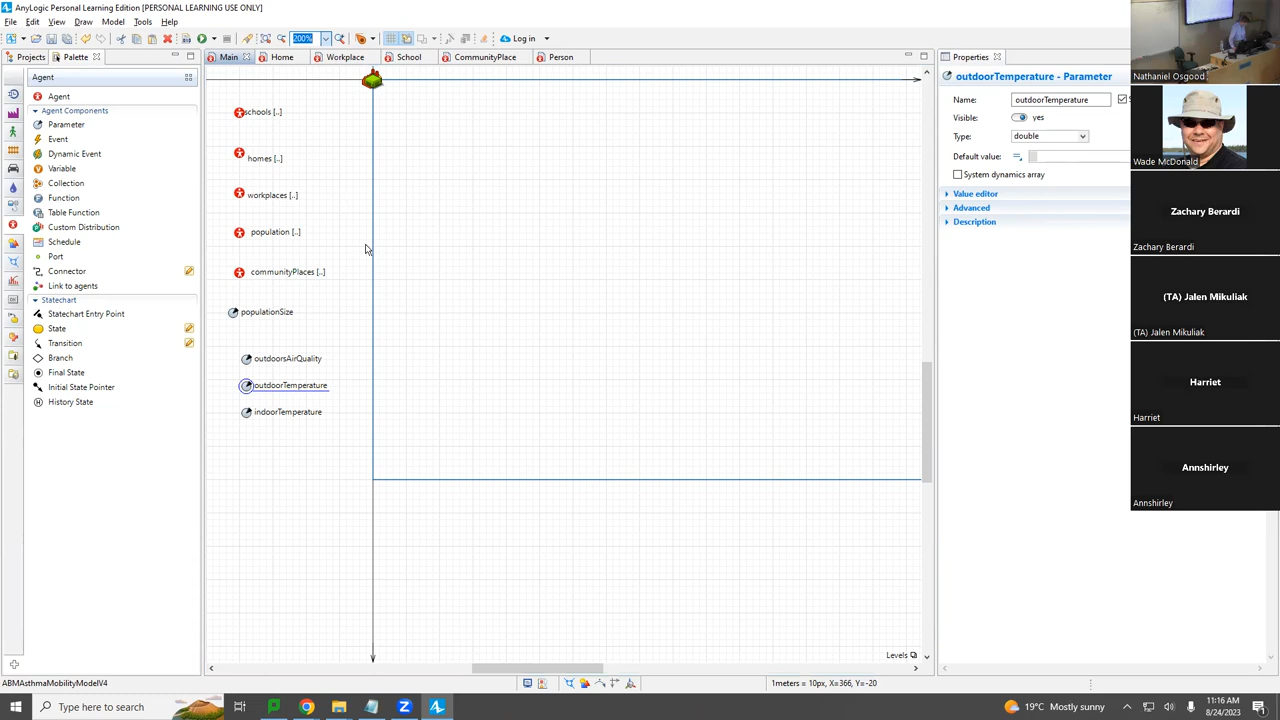 AnyLogic Personal Learning Edition [PERSONAL LEARNING USE ONLY]
File Edit View Draw Model Tools Help
200%
Log in
Projects
Palette
Main
Home
Workplace
School
CommunityPlace
Person
Properties
Agent
Agent
Agent Components
Parameter
Event
Dynamic Event
Variable
Collection
Function
Table Function
Custom Distribution
Schedule
Port
Connector
Link to agents
Statechart
Statechart Entry Point
State
Transition
Branch
Final State
Initial State Pointer
History State
schools [..]
homes [..]
workplaces [..]
population [..]
communityPlaces [..]
populationSize
outdoorsAirQuality
outdoorTemperature
indoorTemperature
Levels
outdoorTemperature - Parameter
Name:
outdoorTemperature
Visible:
yes
Type:
double
Default value:
System dynamics array
Value editor
Advanced
Description
Nathaniel Osgood
Wade McDonald
Zachary Berardi
Zachary Berardi
(TA) Jalen Mikuliak
(TA) Jalen Mikuliak
Harriet
Harriet
Annshirley
Annshirley
ABMAsthmaMobilityModelV4
1meters = 10px, X=366, Y=-20
Type here to search
19°C Mostly sunny
11:16 AM
8/24/2023